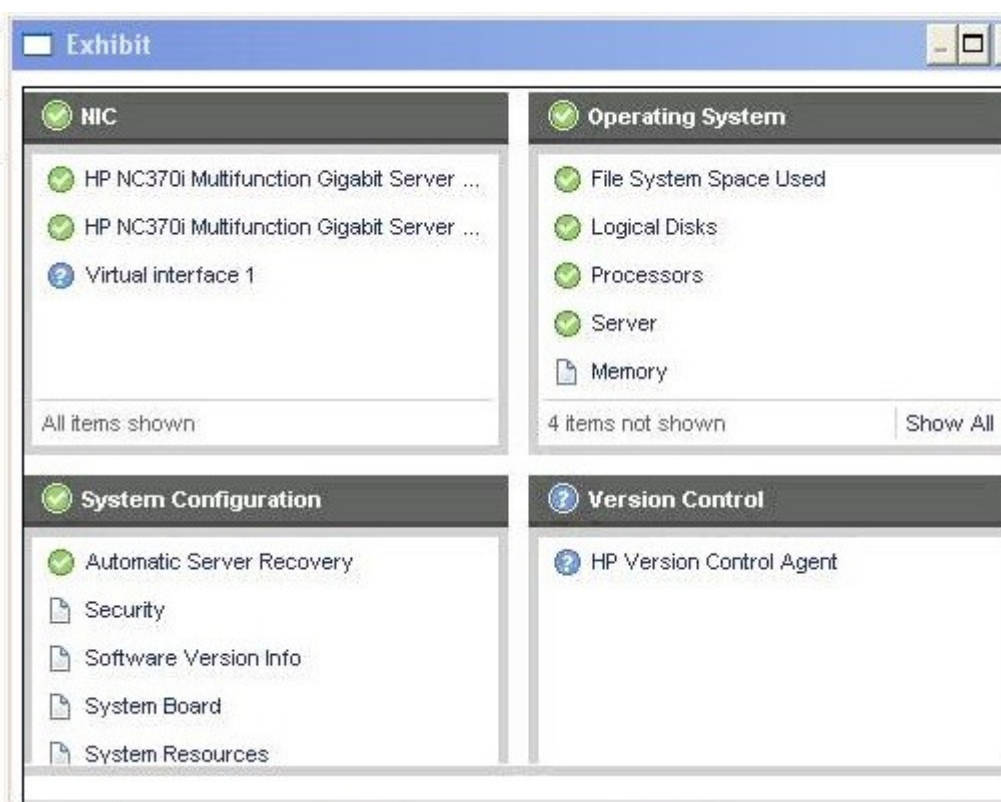 Exhibit
NIC
HP NC370i Multifunction Gigabit Server ...
HP NC370i Multifunction Gigabit Server ...
Virtual interface 1
All items shown
Operating System
File System Space Used
Logical Disks
Processors
Server
Memory
4 items not shown
Show All
System Configuration
Automatic Server Recovery
Security
Software Version Info
System Board
System Resources
Version Control
HP Version Control Agent